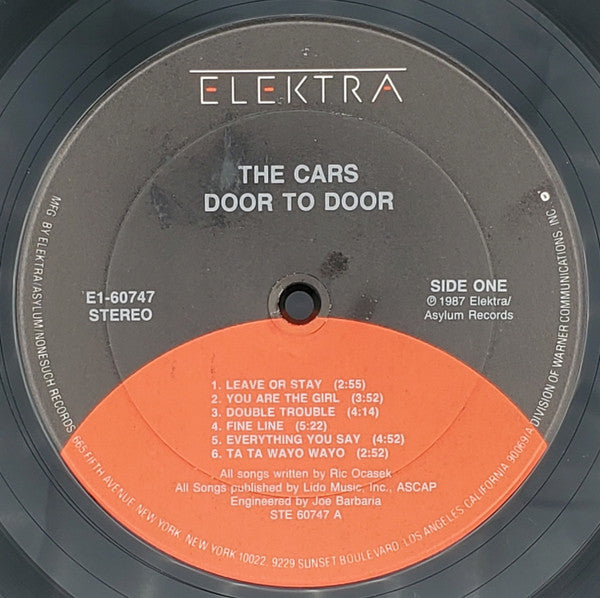 ELEKTRA
THE CARS
DOOR TO DOOR
E1-60747
STEREO
SIDE ONE
℗ 1987 Elektra/
Asylum Records
1. LEAVE OR STAY (2:55)
2. YOU ARE THE GIRL (3:52)
3. DOUBLE TROUBLE (4:14)
4. FINE LINE (5:22)
5. EVERYTHING YOU SAY (4:52)
6. TA TA WAYO WAYO (2:52)
All songs written by Ric Ocasek
All Songs published by Lido Music, Inc., ASCAP
Engineered by Joe Barbaria
STE 60747 A
MFG. BY ELEKTRA/ASYLUM/NONESUCH RECORDS, 665 FIFTH AVENUE, NEW YORK, NEW YORK 10022, 9229 SUNSET BOULEVARD, LOS ANGELES, CALIFORNIA, 90069/A DIVISION OF WARNER COMMUNICATIONS, INC.